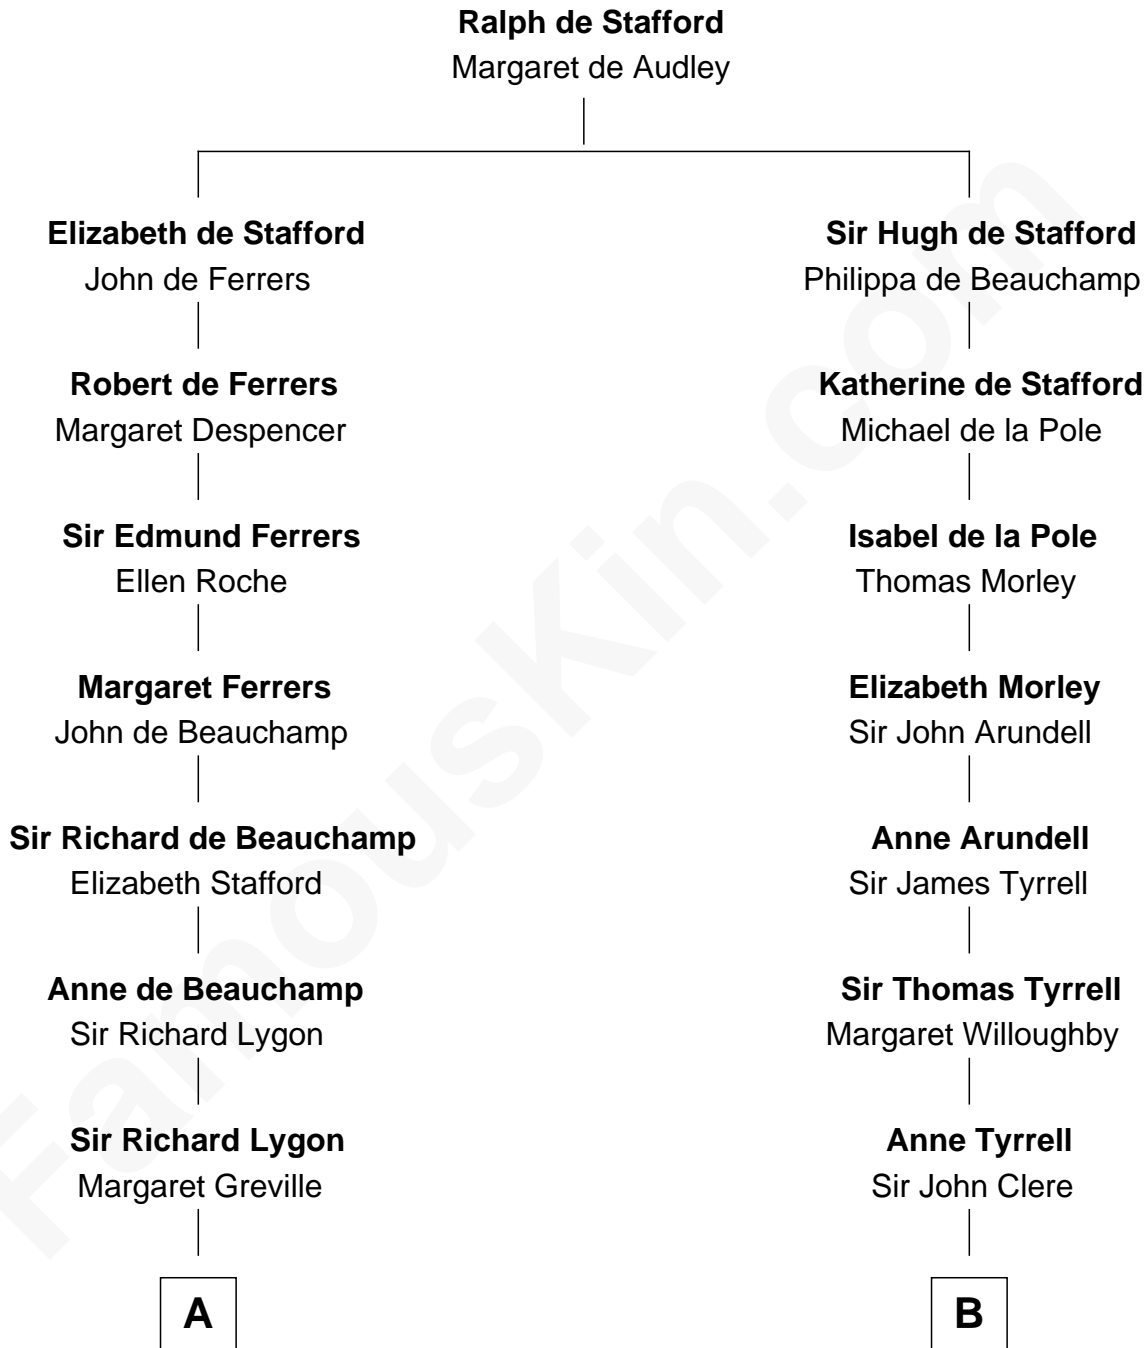 Ralph de Stafford
Margaret de Audley
Elizabeth de Stafford
John de Ferrers
Robert de Ferrers
Margaret Despencer
Sir Edmund Ferrers
Ellen Roche
Margaret Ferrers
John de Beauchamp
Sir Richard de Beauchamp
Elizabeth Stafford
Anne de Beauchamp
Sir Richard Lygon
Sir Richard Lygon
Margaret Greville
A
Sir Hugh de Stafford
Philippa de Beauchamp
Katherine de Stafford
Michael de la Pole
Isabel de la Pole
Thomas Morley
Elizabeth Morley
Sir John Arundell
Anne Arundell
Sir James Tyrrell
Sir Thomas Tyrrell
Margaret Willoughby
Anne Tyrrell
Sir John Clere
B
FamousKin.com